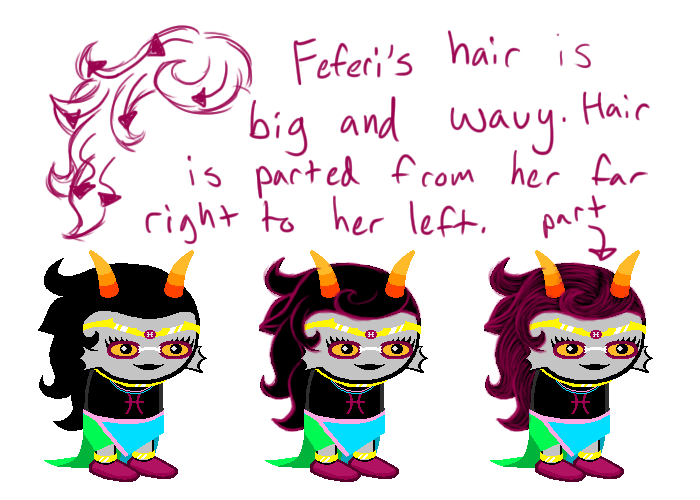 Feferi's hair is
big and wavy. Hair
is parted from her far
right to her left.
part